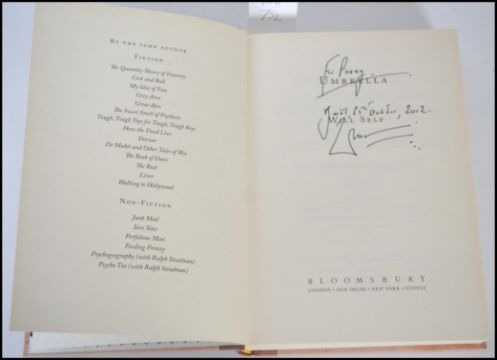 BY THE SAME AUTHOR
FICTION
The Quantity Theory of Insanity
Cock and Bull
My Idea of Fun
Grey Area
Great Apes
The Sweet Smell of Psychosis
Tough, Tough Toys for Tough, Tough Boys
How the Dead Live
Dorian
Dr Mukti and Other Tales of Woe
The Book of Dave
The Butt
Liver
Walking to Hollywood
NON-FICTION
Junk Mail
Sore Sites
Perfidious Man
Feeding Frenzy
Psychogeography (with Ralph Steadman)
Psycho Too (with Ralph Steadman)
UMBRELLA
25 2012.
WILL SELF
BLOOMSBURY
LONDON • NEW DELHI • NEW YORK • SYDNEY